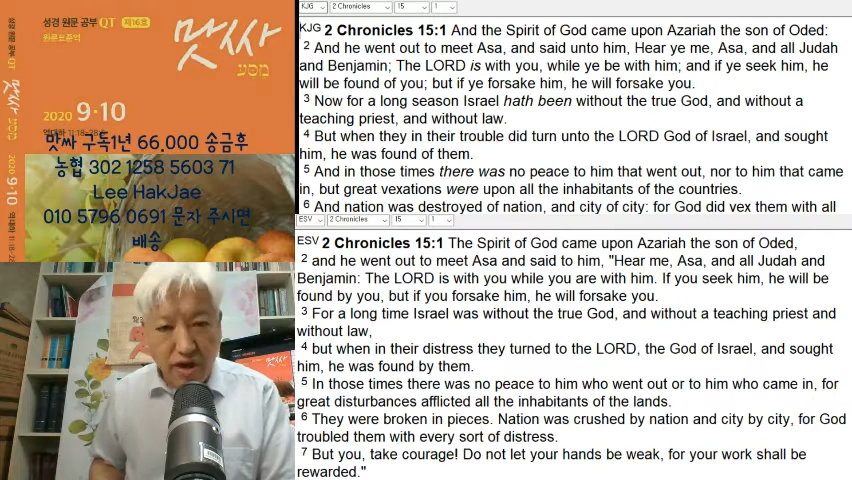 성경 원문 공부 QT 제16호
원문표준역
맛싸
מסע
2020 9·10
맛싸 구독1년 66,000 송금후
농협 302 1258 5603 71
Lee HakJae
010 5796 0691 문자 주시면
배송
KJG 2 Chronicles 15 1
KJG 2 Chronicles 15:1 And the Spirit of God came upon Azariah the son of Oded:
2 And he went out to meet Asa, and said unto him, Hear ye me, Asa, and all Judah
and Benjamin; The LORD is with you, while ye be with him; and if ye seek him, he
will be found of you; but if ye forsake him, he will forsake you.
3 Now for a long season Israel hath been without the true God, and without a
teaching priest, and without law.
4 But when they in their trouble did turn unto the LORD God of Israel, and sought
him, he was found of them.
5 And in those times there was no peace to him that went out, nor to him that came
in, but great vexations were upon all the inhabitants of the countries.
6 And nation was destroyed of nation, and city of city: for God did vex them with all
ESV 2 Chronicles 15 1
ESV 2 Chronicles 15:1 The Spirit of God came upon Azariah the son of Oded,
2 and he went out to meet Asa and said to him, "Hear me, Asa, and all Judah and
Benjamin: The LORD is with you while you are with him. If you seek him, he will be
found by you, but if you forsake him, he will forsake you.
3 For a long time Israel was without the true God, and without a teaching priest and
without law,
4 but when in their distress they turned to the LORD, the God of Israel, and sought
him, he was found by them.
5 In those times there was no peace to him who went out or to him who came in, for
great disturbances afflicted all the inhabitants of the lands.
6 They were broken in pieces. Nation was crushed by nation and city by city, for God
troubled them with every sort of distress.
7 But you, take courage! Do not let your hands be weak, for your work shall be
rewarded."